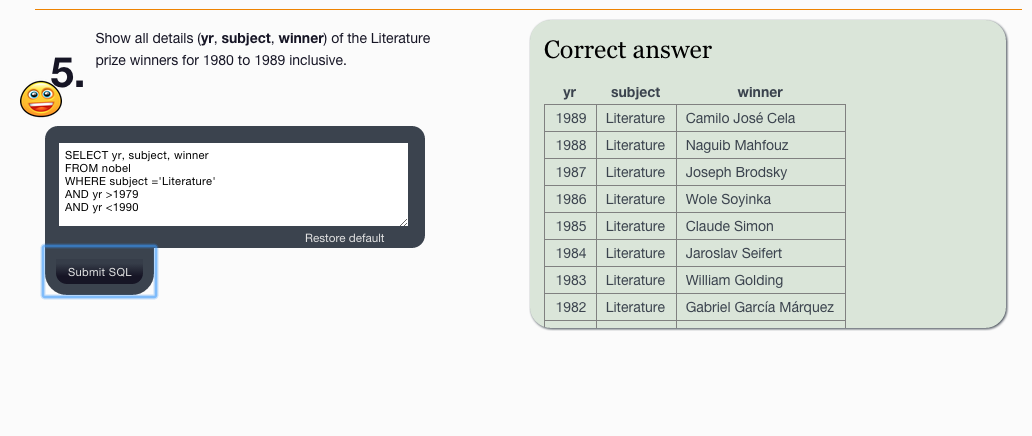 5.
Show all details (yr, subject, winner) of the Literature
prize winners for 1980 to 1989 inclusive.
SELECT yr, subject, winner
FROM nobel
WHERE subject ='Literature'
AND yr >1979
AND yr <1990
Restore default
Submit SQL
Correct answer
yr subject winner
1989 Literature Camilo José Cela
1988 Literature Naguib Mahfouz
1987 Literature Joseph Brodsky
1986 Literature Wole Soyinka
1985 Literature Claude Simon
1984 Literature Jaroslav Seifert
1983 Literature William Golding
1982 Literature Gabriel García Márquez